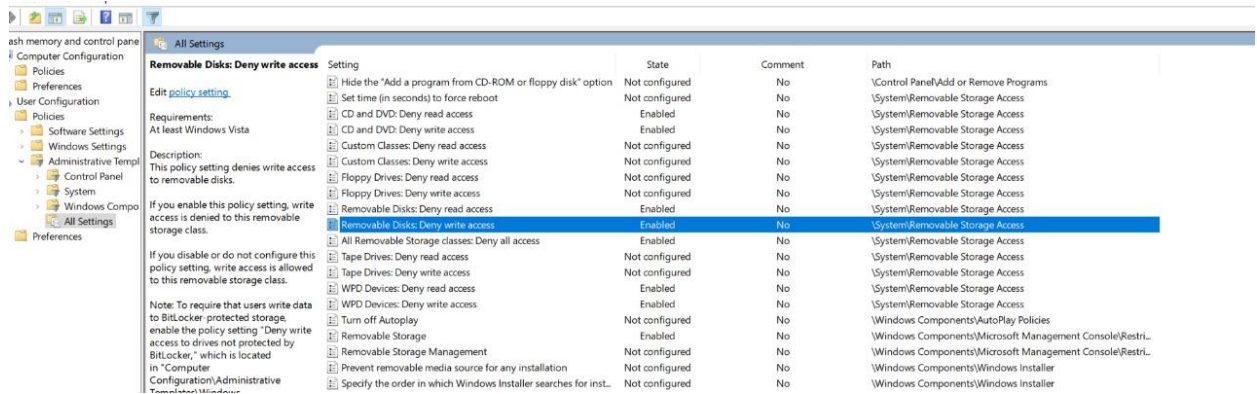 ash memory and control pane
Computer Configuration
Policies
Preferences
User Configuration
Policies
Software Settings
Windows Settings
Administrative Templ
Control Panel
System
Windows Compo
All Settings
Preferences
All Settings
Removable Disks: Deny write access
Edit policy setting
Requirements:
At least Windows Vista
Description:
This policy setting denies write access
to removable disks.
If you enable this policy setting, write
access is denied to this removable
storage class.
If you disable or do not configure this
policy setting, write access is allowed
to this removable storage class.
Note: To require that users write data
to BitLocker-protected storage,
enable the policy setting "Deny write
access to drives not protected by
BitLocker," which is located
in "Computer
Configuration\Administrative
Templates\Windows
Setting State Comment Path
Hide the "Add a program from CD-ROM or floppy disk" option Not configured No \Control Panel\Add or Remove Programs
Set time (in seconds) to force reboot Not configured No \System\Removable Storage Access
CD and DVD: Deny read access Enabled No \System\Removable Storage Access
CD and DVD: Deny write access Enabled No \System\Removable Storage Access
Custom Classes: Deny read access Not configured No \System\Removable Storage Access
Custom Classes: Deny write access Not configured No \System\Removable Storage Access
Floppy Drives: Deny read access Not configured No \System\Removable Storage Access
Floppy Drives: Deny write access Not configured No \System\Removable Storage Access
Removable Disks: Deny read access Enabled No \System\Removable Storage Access
Removable Disks: Deny write access Enabled No \System\Removable Storage Access
All Removable Storage classes: Deny all access Enabled No \System\Removable Storage Access
Tape Drives: Deny read access Not configured No \System\Removable Storage Access
Tape Drives: Deny write access Not configured No \System\Removable Storage Access
WPD Devices: Deny read access Enabled No \System\Removable Storage Access
WPD Devices: Deny write access Enabled No \System\Removable Storage Access
Turn off Autoplay Not configured No \Windows Components\AutoPlay Policies
Removable Storage Enabled No \Windows Components\Microsoft Management Console\Restri...
Removable Storage Management Not configured No \Windows Components\Microsoft Management Console\Restri...
Prevent removable media source for any installation Not configured No \Windows Components\Windows Installer
Specify the order in which Windows Installer searches for inst... Not configured No \Windows Components\Windows Installer